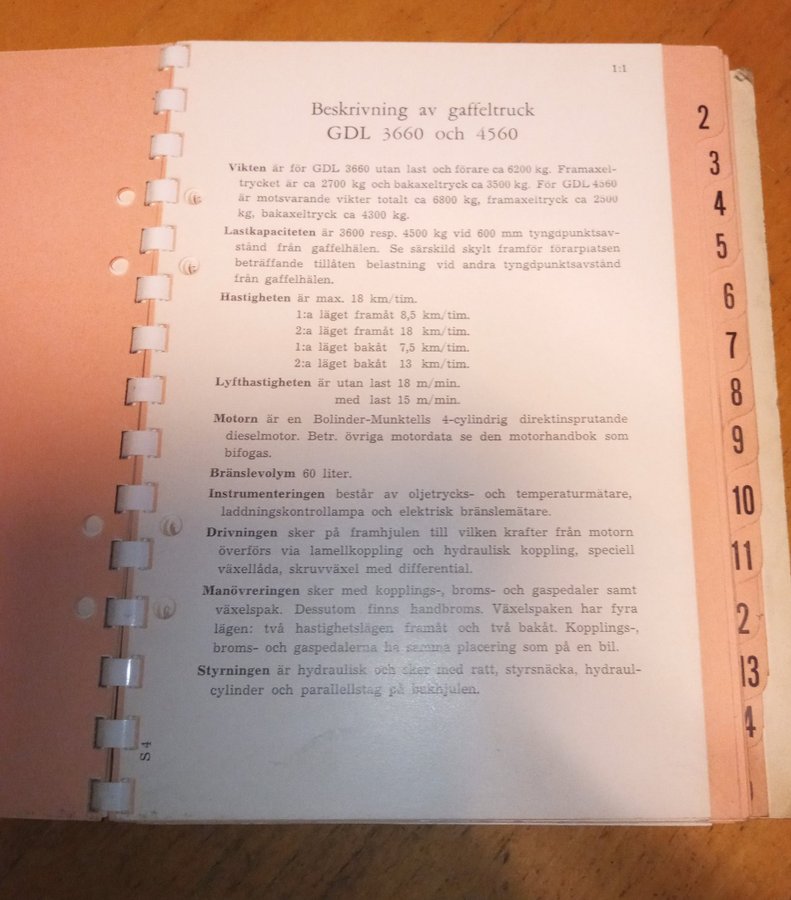 1:1
Beskrivning av gaffeltruck
GDL 3660 och 4560
Vikten är för GDL 3660 utan last och förare ca 6200 kg. Framaxel-
trycket är ca 2700 kg och bakaxeltryck ca 3500 kg. För GDL 4560
är motsvarande vikter totalt ca 6800 kg, framaxeltryck ca 2500
kg, bakaxeltryck ca 4300 kg.
Lastkapaciteten är 3600 resp. 4500 kg vid 600 mm tyngdpunktsav-
stånd från gaffelhälen. Se särskild skylt framför förarplatsen
beträffande tillåten belastning vid andra tyngdpunktsavstånd
från gaffelhälen.
Hastigheten är max. 18 km/tim.
1:a läget framåt 8,5 km/tim.
2:a läget framåt 18 km/tim.
1:a läget bakåt 7,5 km/tim.
2:a läget bakåt 13 km/tim.
Lyfthastigheten är utan last 18 m/min.
med last 15 m/min.
Motorn är en Bolinder-Munktells 4-cylindrig direktinsprutande
dieselmotor. Betr. övriga motordata se den motorhandbok som
bifogas.
Bränslevolym 60 liter.
Instrumenteringen består av oljetrycks- och temperaturmätare,
laddningskontrollampa och elektrisk bränslemätare.
Drivningen sker på framhjulen till vilken krafter från motorn
överförs via lamellkoppling och hydraulisk koppling, speciell
växellåda, skruvväxel med differential.
Manövreringen sker med kopplings-, broms- och gaspedaler samt
växelspak. Dessutom finns handbroms. Växelspaken har fyra
lägen: två hastighetslägen framåt och två bakåt. Kopplings-,
broms- och gaspedalerna ha samma placering som på en bil.
Styrningen är hydraulisk och sker med ratt, styrsnäcka, hydraul-
cylinder och parallellstag på bakhjulen.
S 4
2
3
4
5
6
7
8
9
10
11
2
13
4